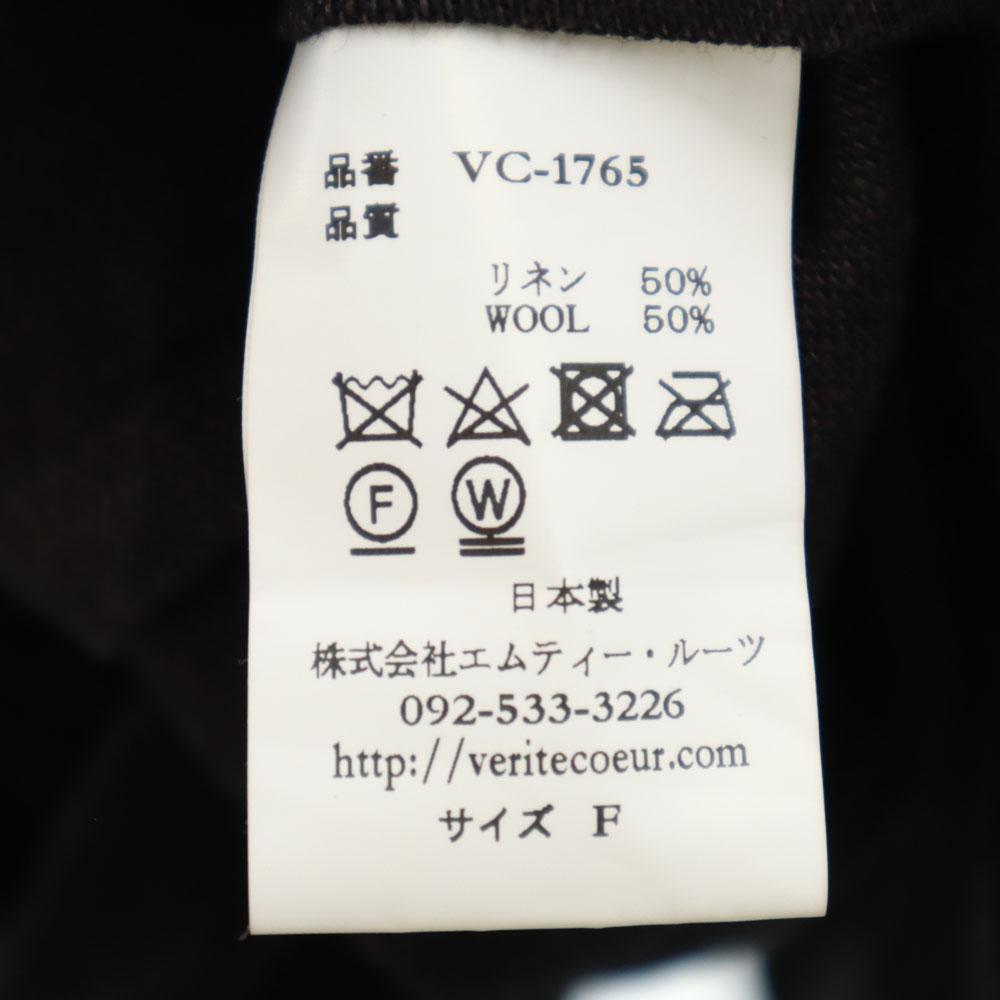 品番 VC-1765
品質
リネン 50%
WOOL 50%
F W
日本製
株式会社エムティー・ルーツ
092-533-3226
http://veritecoeur.com
サイズ F